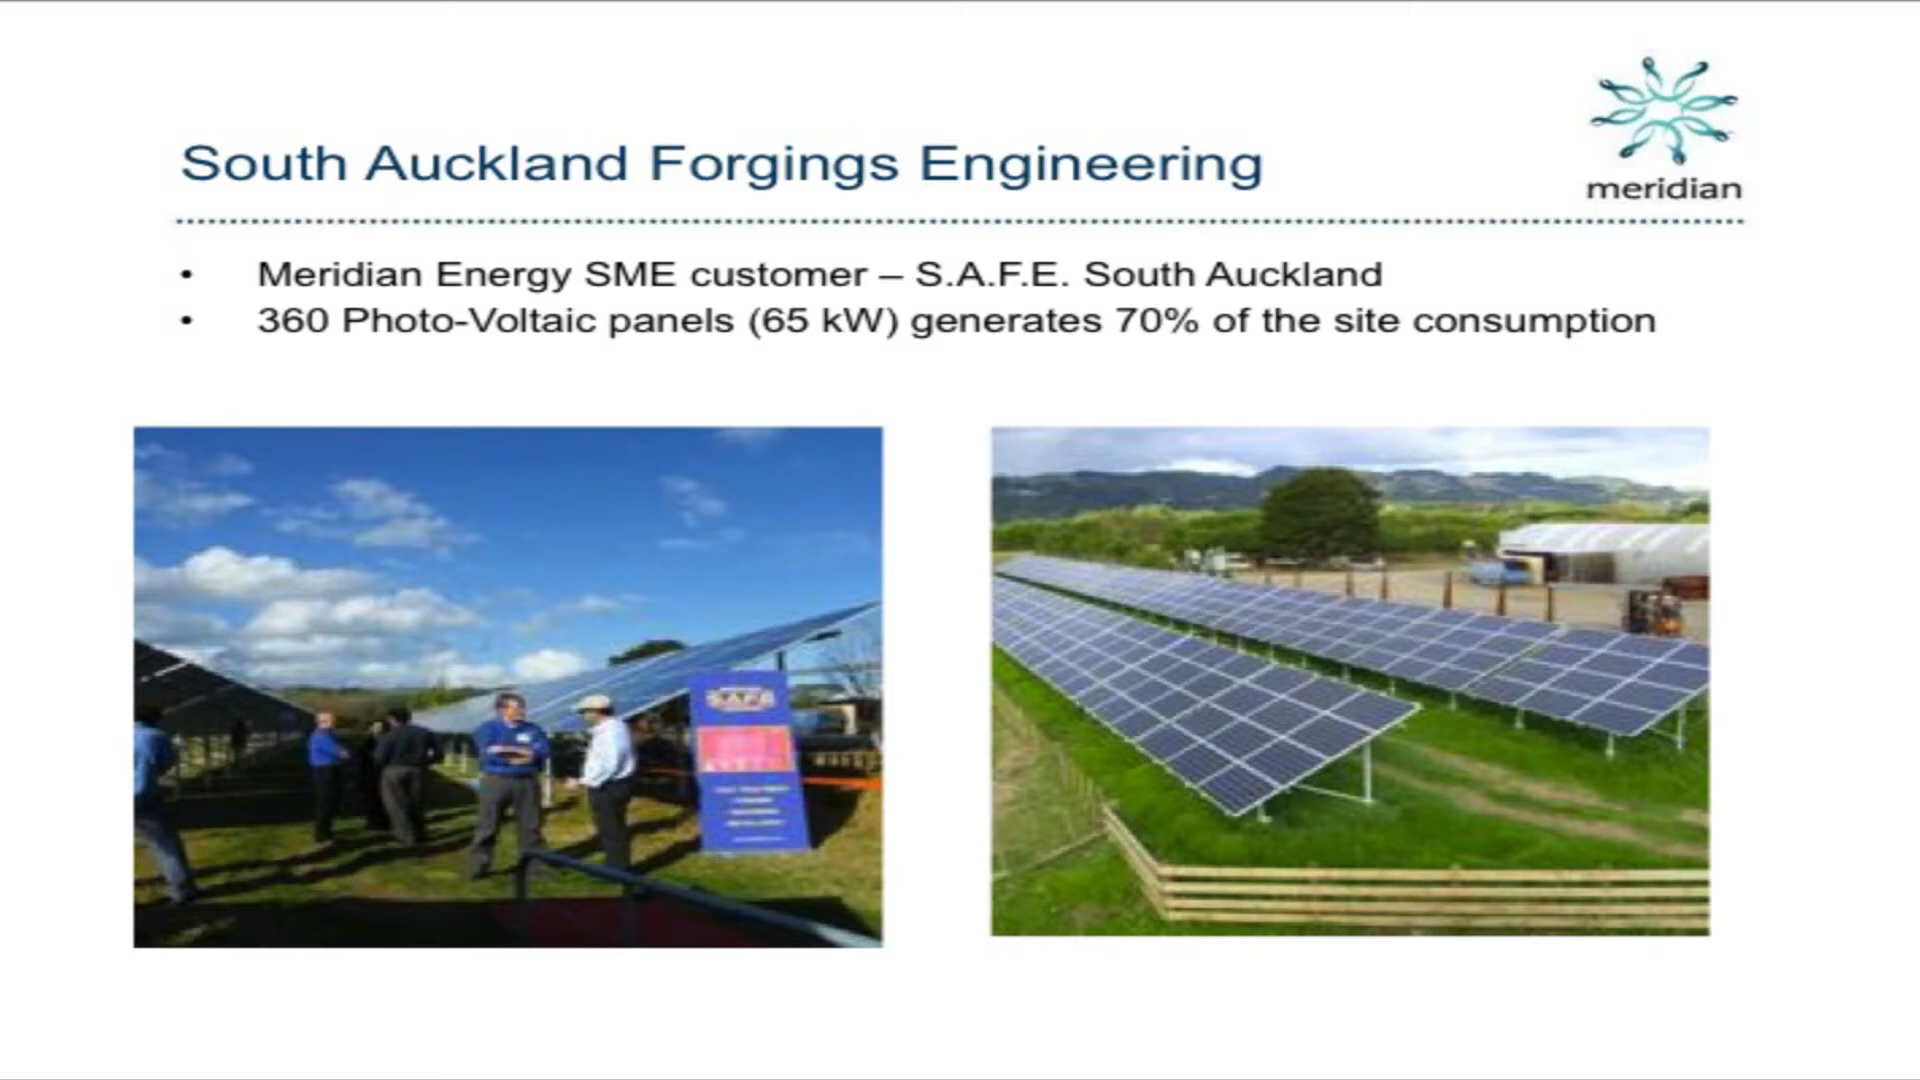 South Auckland Forgings Engineering
meridian
• Meridian Energy SME customer – S.A.F.E. South Auckland
• 360 Photo-Voltaic panels (65 kW) generates 70% of the site consumption
SAFE